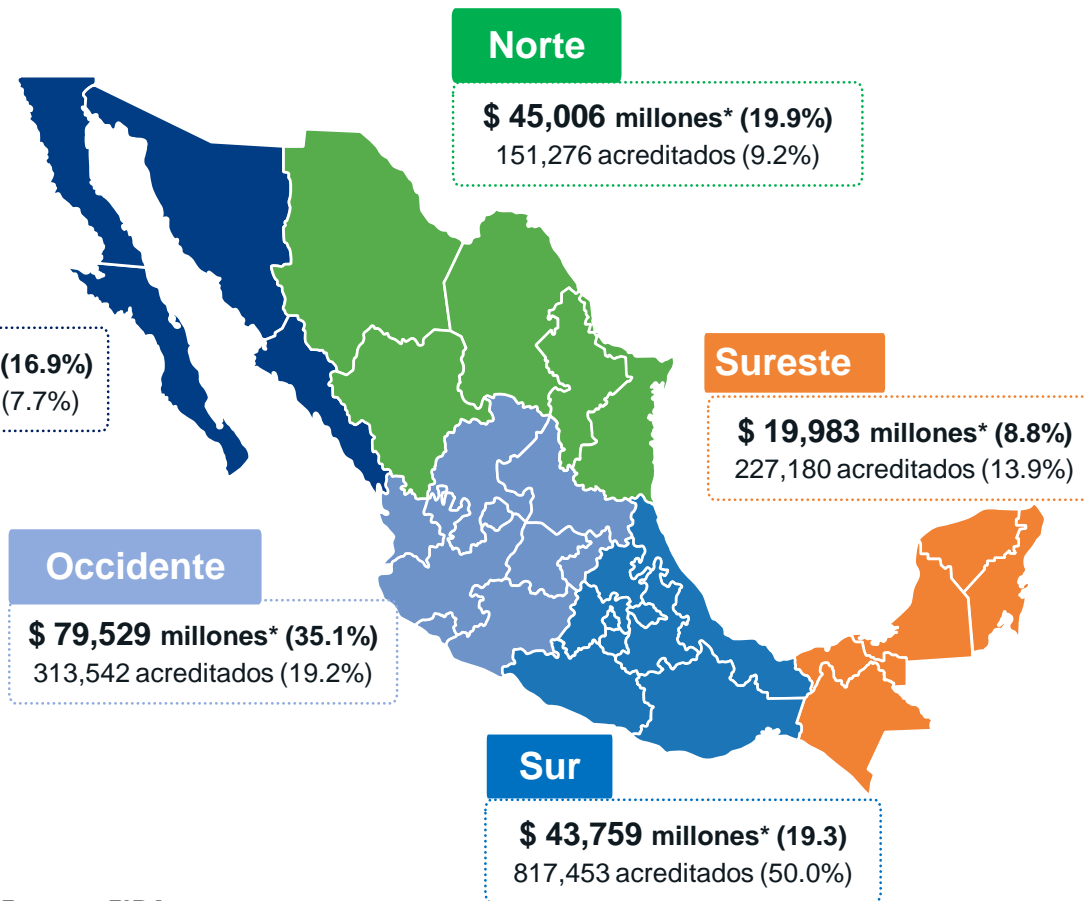 Norte
$ 45,006 millones* (19.9%)
151,276 acreditados (9.2%)
(16.9%)
(7.7%)
Sureste
$ 19,983 millones* (8.8%)
227,180 acreditados (13.9%)
Occidente
$ 79,529 millones* (35.1%)
313,542 acreditados (19.2%)
Sur
$ 43,759 millones* (19.3)
817,453 acreditados (50.0%)